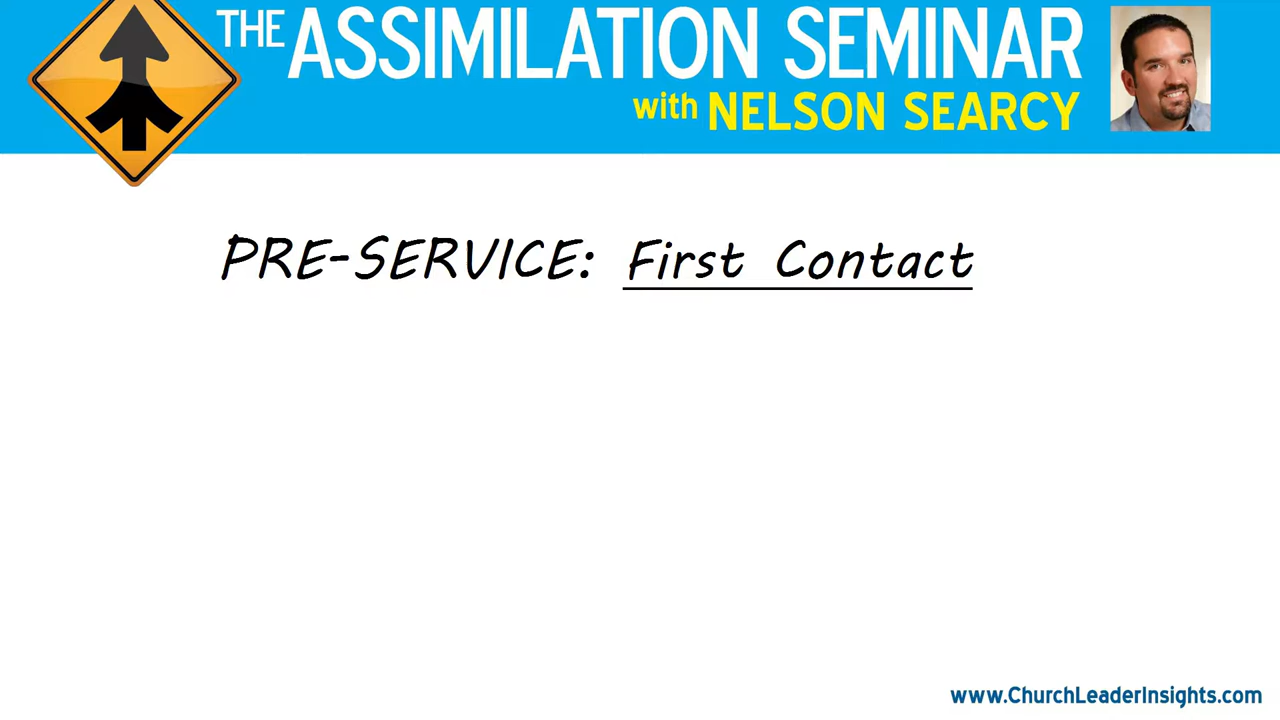 THE ASSIMILATION SEMINAR
with NELSON SEARCY
PRE-SERVICE: First Contact
www.ChurchLeaderInsights.com